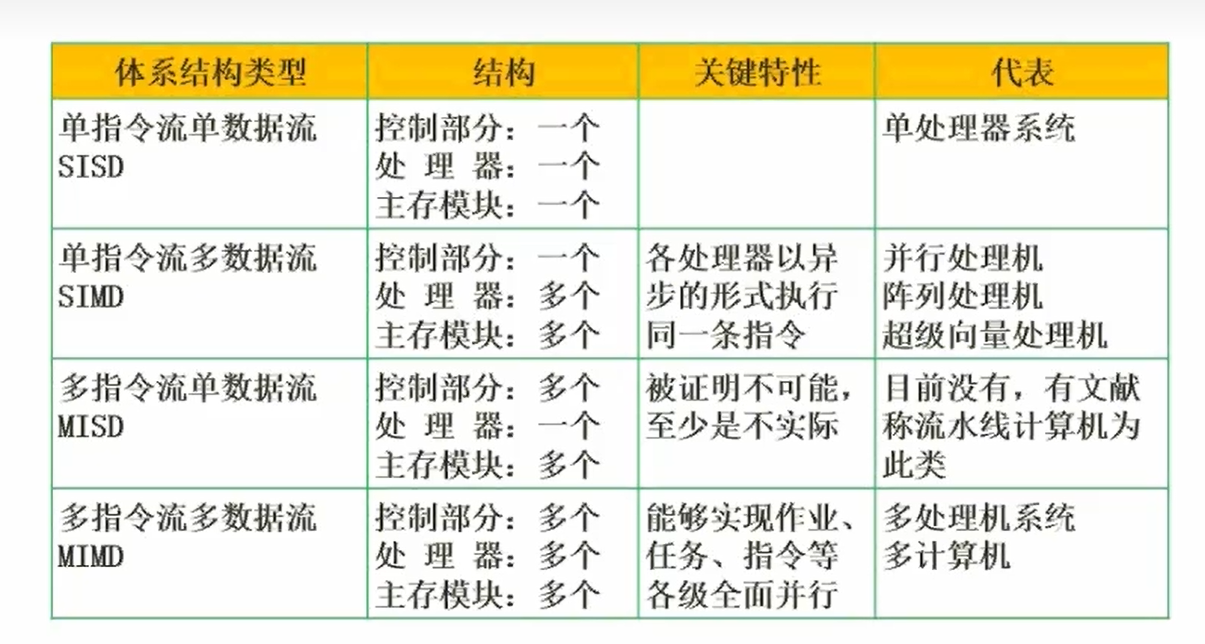 体系结构类型 结构 关键特性 代表
单指令流单数据流
SISD
控制部分：一个
处 理 器：一个
主存模块：一个
单处理器系统
单指令流多数据流
SIMD
控制部分：一个
处 理 器：多个
主存模块：多个
各处理器以异
步的形式执行
同一条指令
并行处理机
阵列处理机
超级向量处理机
多指令流单数据流
MISD
控制部分：多个
处 理 器：一个
主存模块：多个
被证明不可能，
至少是不实际
目前没有，有文献
称流水线计算机为
此类
多指令流多数据流
MIMD
控制部分：多个
处 理 器：多个
主存模块：多个
能够实现作业、
任务、指令等
各级全面并行
多处理机系统
多计算机